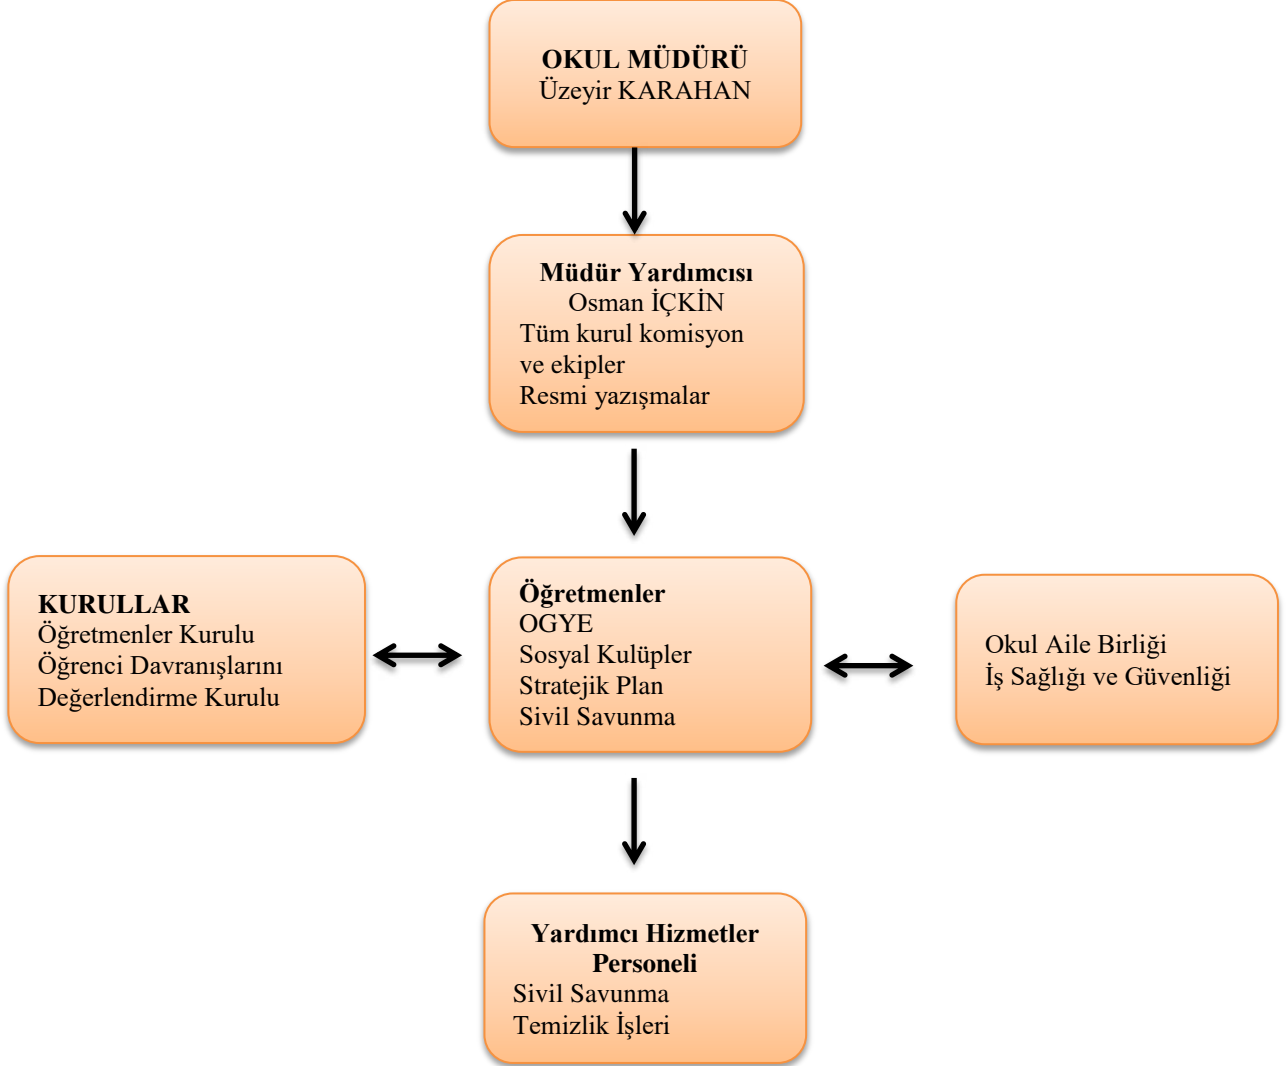 OKUL MÜDÜRÜ
Üzeyir KARAHAN
Müdür Yardımcısı
Osman İÇKİN
Tüm kurul komisyon
ve ekipler
Resmi yazışmalar
KURULLAR
Öğretmenler Kurulu
Öğrenci Davranışlarını
Değerlendirme Kurulu
Öğretmenler
OGYE
Sosyal Kulüpler
Stratejik Plan
Sivil Savunma
Okul Aile Birliği
İş Sağlığı ve Güvenliği
Yardımcı Hizmetler
Personeli
Sivil Savunma
Temizlik İşleri